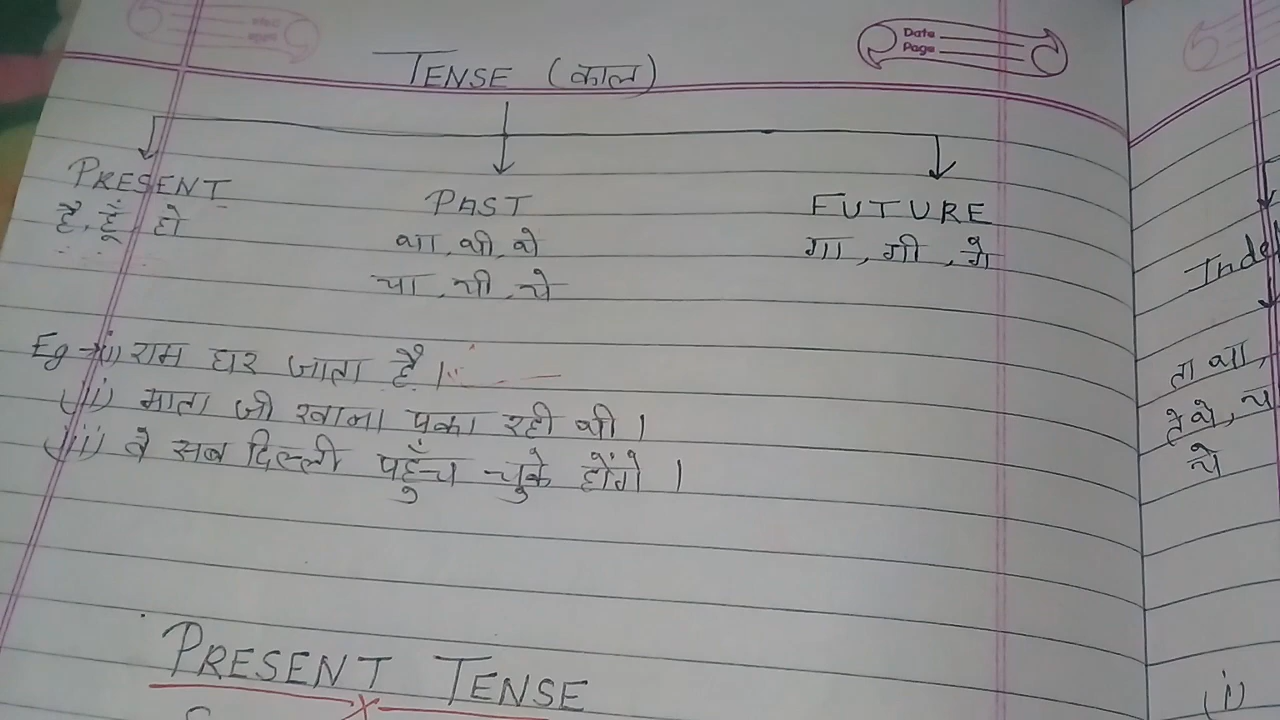 Date
Page
TENSE (काल)
PRESENT PAST FUTURE
है, हूँ, हो था, थी, थे गा, गी, गे
या, यी, ये
Eg → (i) राम घर जाता है।
(ii) माता जी खाना पका रही थी।
(iii) वे सब दिल्ली पहुँच चुके होंगे।
PRESENT TENSE
Inde
ता था,
ये
(i)